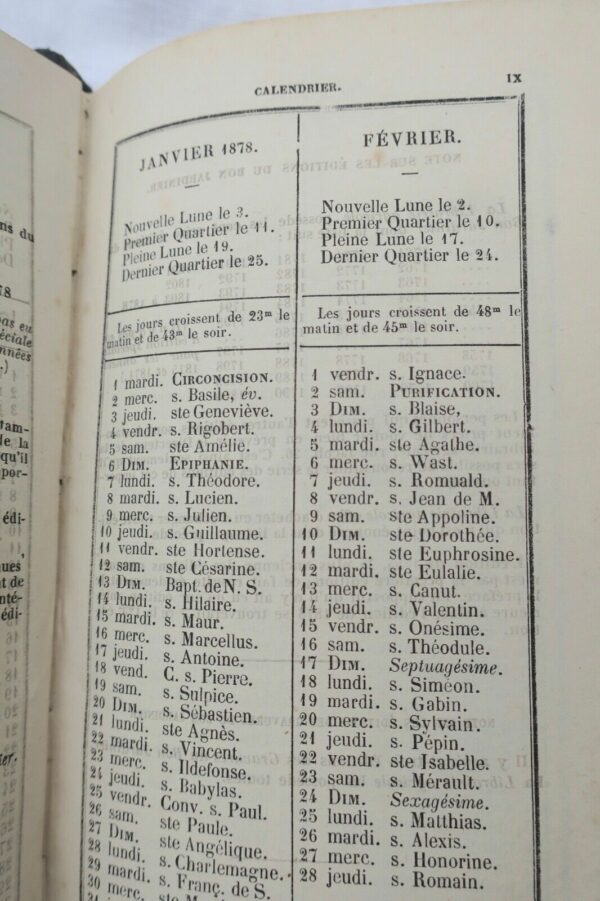 CALENDRIER.
IX
JANVIER 1878.
Nouvelle Lune le 3.
Premier Quartier le 11.
Pleine Lune le 19.
Dernier Quartier le 25.
Les jours croissent de 23m le
matin et de 43m le soir.
1 mardi. CIRCONCISION.
2 merc. s. Basile, év.
3 jeudi. ste Geneviève.
4 vendr. s. Rigobert.
5 sam. ste Amélie.
6 DIM. EPIPHANIE.
7 lundi. s. Théodore.
8 mardi. s. Lucien.
9 merc. s. Julien.
10 jeudi. s. Guillaume.
11 vendr. ste Hortense.
12 sam. ste Césarine.
13 DIM. Bapt. de N. S.
14 lundi. s. Hilaire.
15 mardi. s. Maur.
16 merc. s. Marcellus.
17 jeudi. s. Antoine.
18 vend. C. s. Pierre.
19 sam. s. Sulpice.
20 DIM. s. Sébastien.
21 lundi. ste Agnès.
22 mardi. s. Vincent.
23 merc. s. Ildefonse.
24 jeudi. s. Babylas.
25 vendr. Conv. s. Paul.
26 sam. ste Paule.
27 DIM. ste Angélique.
28 lundi. s. Charlemagne.
29 mardi. s. Franç. de S.
30 merc. ste
FÉVRIER.
Nouvelle Lune le 2.
Premier Quartier le 10.
Pleine Lune le 17.
Dernier Quartier le 24.
Les jours croissent de 48m le
matin et de 45m le soir.
1 vendr. s. Ignace.
2 sam. PURIFICATION.
3 DIM. s. Blaise,
4 lundi. s. Gilbert.
5 mardi. ste Agathe.
6 merc. s. Wast.
7 jeudi. s. Romuald.
8 vendr. s. Jean de M.
9 sam. ste Appoline.
10 DIM. ste Dorothée.
11 lundi. ste Euphrosine.
12 mardi. ste Eulalie.
13 merc. s. Canut.
14 jeudi. s. Valentin.
15 vendr. s. Onésime.
16 sam. s. Théodule.
17 DIM. Septuagésime.
18 lundi. s. Siméon.
19 mardi. s. Gabin.
20 merc. s. Sylvain.
21 jeudi. s. Pépin.
22 vendr. ste Isabelle.
23 sam. s. Mérault.
24 DIM. Sexagésime.
25 lundi. s. Matthias.
26 mardi. s. Alexis.
27 merc. s. Honorine.
28 jeudi. s. Romain.